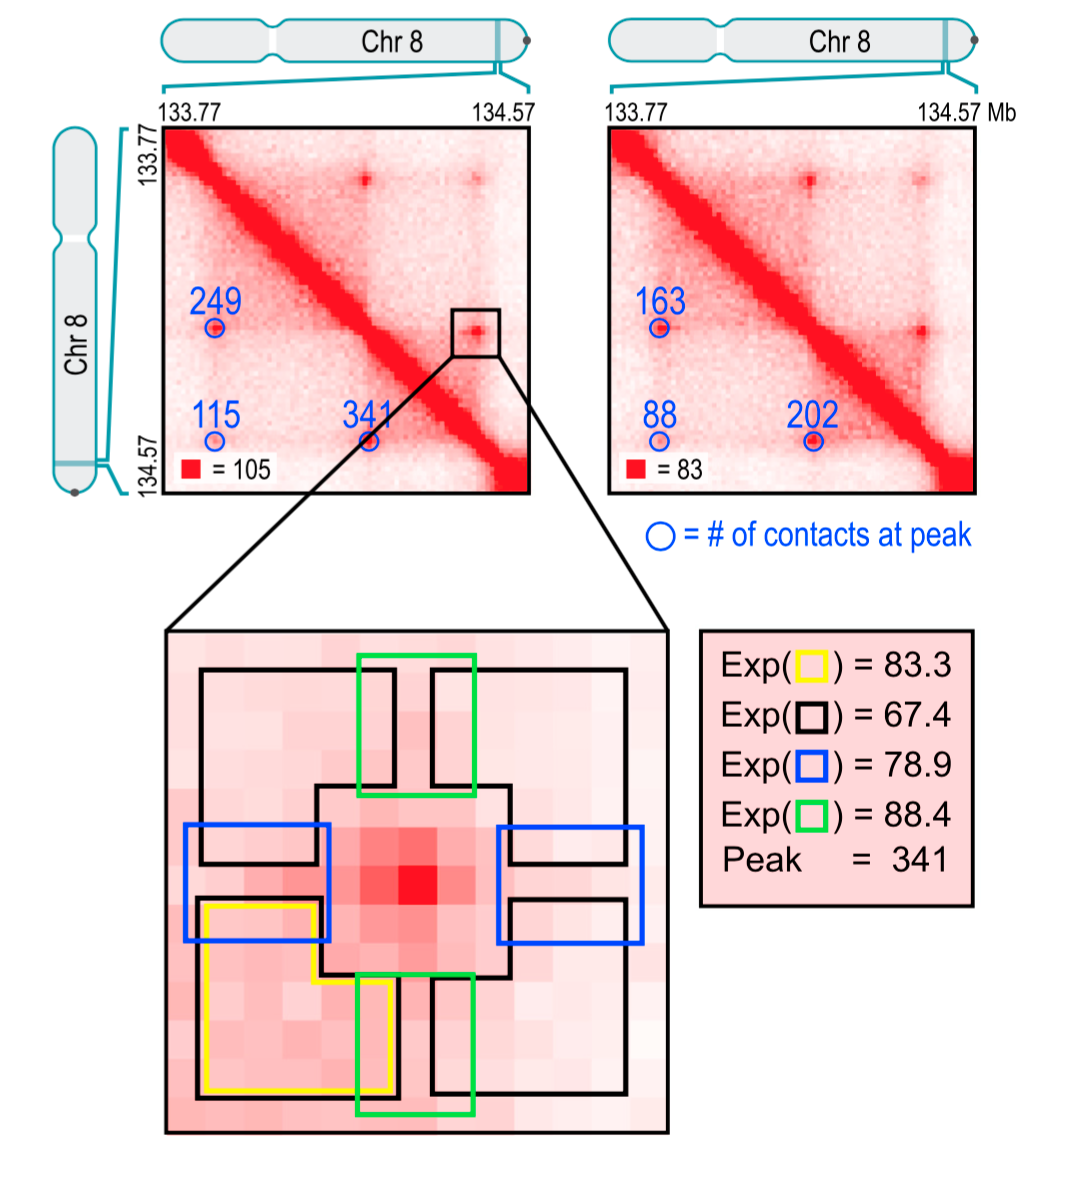 Chr 8
Chr 8
133.77
134.57
133.77
134.57 Mb
133.77
Chr 8
134.57
249
115
341
= 105
163
88
202
= 83
= # of contacts at peak
Exp( ) = 83.3
Exp( ) = 67.4
Exp( ) = 78.9
Exp( ) = 88.4
Peak = 341